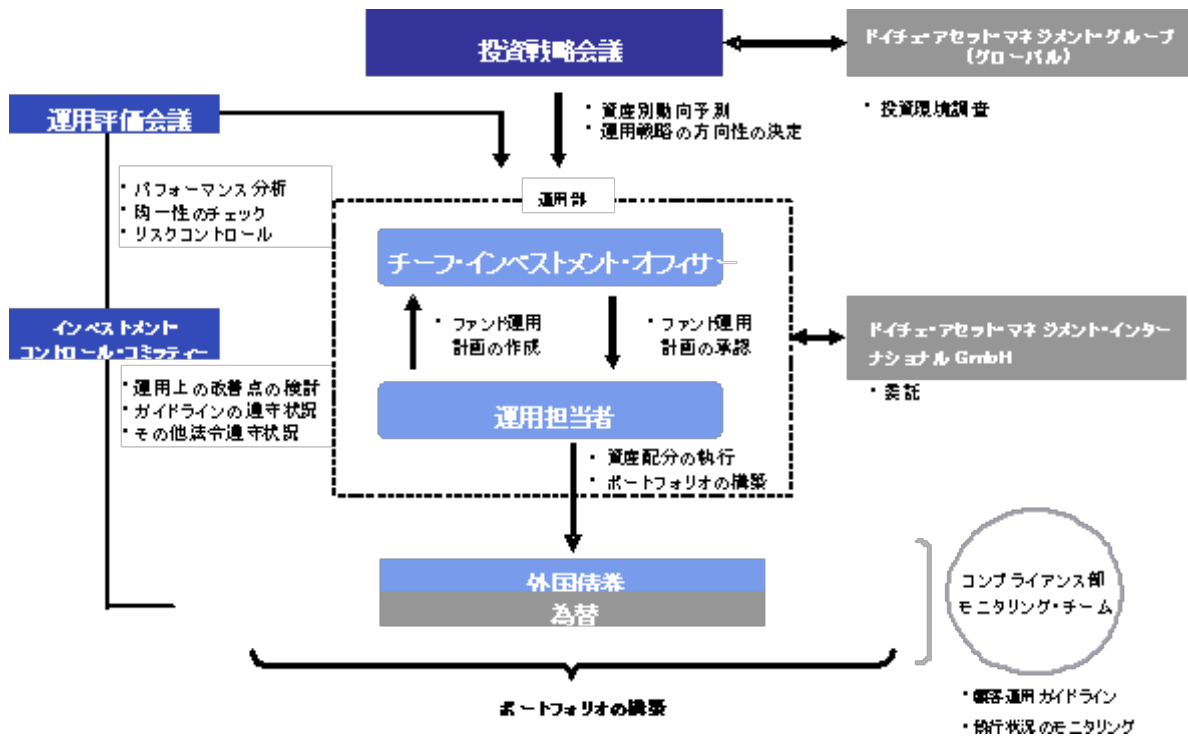 投資戦略会議
ドイチェ・アセット・マネジメント・グループ
(グローバル)
・資産別動向予測
・運用戦略の方向性の決定
・投資環境調査
運用評価会議
・パフォーマンス分析
・均一性のチェック
・リスクコントロール
運用部
チーフ・インベストメント・オフィサー
・ファンド運用
計画の作成
・ファンド運用
計画の承認
インベストメント
コントロール・コミッティー
・運用上の改善点の検討
・ガイドラインの遵守状況
・その他法令遵守状況
ドイチェ・アセット・マネジメント・インター
ナショナル GmbH
・委託
運用担当者
・資産配分の執行
・ポートフォリオの構築
外国債券
為替
コンプライアンス部
モニタリング・チーム
ポートフォリオの構築
・顧客運用ガイドライン
・執行状況のモニタリング